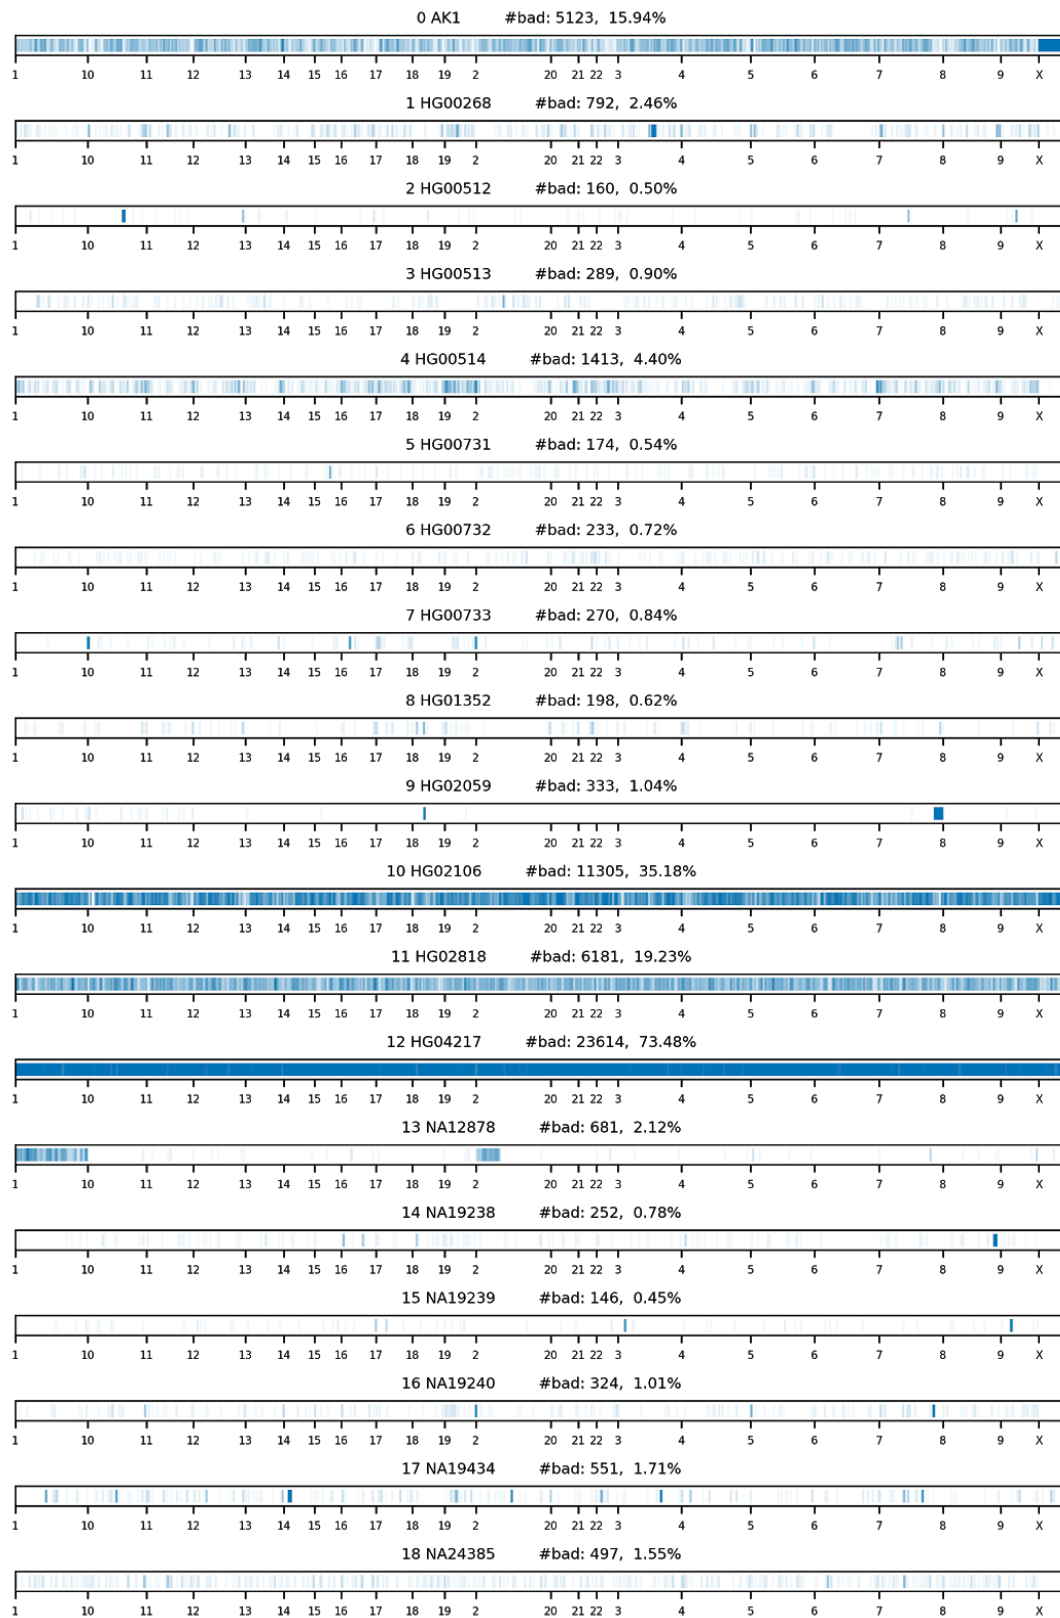 0 AK1 #bad: 5123, 15.94%
1 10 11 12 13 14 15 16 17 18 19 2 20 21 22 3 4 5 6 7 8 9 X
1 HG00268 #bad: 792, 2.46%
1 10 11 12 13 14 15 16 17 18 19 2 20 21 22 3 4 5 6 7 8 9 X
2 HG00512 #bad: 160, 0.50%
1 10 11 12 13 14 15 16 17 18 19 2 20 21 22 3 4 5 6 7 8 9 X
3 HG00513 #bad: 289, 0.90%
1 10 11 12 13 14 15 16 17 18 19 2 20 21 22 3 4 5 6 7 8 9 X
4 HG00514 #bad: 1413, 4.40%
1 10 11 12 13 14 15 16 17 18 19 2 20 21 22 3 4 5 6 7 8 9 X
5 HG00731 #bad: 174, 0.54%
1 10 11 12 13 14 15 16 17 18 19 2 20 21 22 3 4 5 6 7 8 9 X
6 HG00732 #bad: 233, 0.72%
1 10 11 12 13 14 15 16 17 18 19 2 20 21 22 3 4 5 6 7 8 9 X
7 HG00733 #bad: 270, 0.84%
1 10 11 12 13 14 15 16 17 18 19 2 20 21 22 3 4 5 6 7 8 9 X
8 HG01352 #bad: 198, 0.62%
1 10 11 12 13 14 15 16 17 18 19 2 20 21 22 3 4 5 6 7 8 9 X
9 HG02059 #bad: 333, 1.04%
1 10 11 12 13 14 15 16 17 18 19 2 20 21 22 3 4 5 6 7 8 9 X
10 HG02106 #bad: 11305, 35.18%
1 10 11 12 13 14 15 16 17 18 19 2 20 21 22 3 4 5 6 7 8 9 X
11 HG02818 #bad: 6181, 19.23%
1 10 11 12 13 14 15 16 17 18 19 2 20 21 22 3 4 5 6 7 8 9 X
12 HG04217 #bad: 23614, 73.48%
1 10 11 12 13 14 15 16 17 18 19 2 20 21 22 3 4 5 6 7 8 9 X
13 NA12878 #bad: 681, 2.12%
1 10 11 12 13 14 15 16 17 18 19 2 20 21 22 3 4 5 6 7 8 9 X
14 NA19238 #bad: 252, 0.78%
1 10 11 12 13 14 15 16 17 18 19 2 20 21 22 3 4 5 6 7 8 9 X
15 NA19239 #bad: 146, 0.45%
1 10 11 12 13 14 15 16 17 18 19 2 20 21 22 3 4 5 6 7 8 9 X
16 NA19240 #bad: 324, 1.01%
1 10 11 12 13 14 15 16 17 18 19 2 20 21 22 3 4 5 6 7 8 9 X
17 NA19434 #bad: 551, 1.71%
1 10 11 12 13 14 15 16 17 18 19 2 20 21 22 3 4 5 6 7 8 9 X
18 NA24385 #bad: 497, 1.55%
1 10 11 12 13 14 15 16 17 18 19 2 20 21 22 3 4 5 6 7 8 9 X